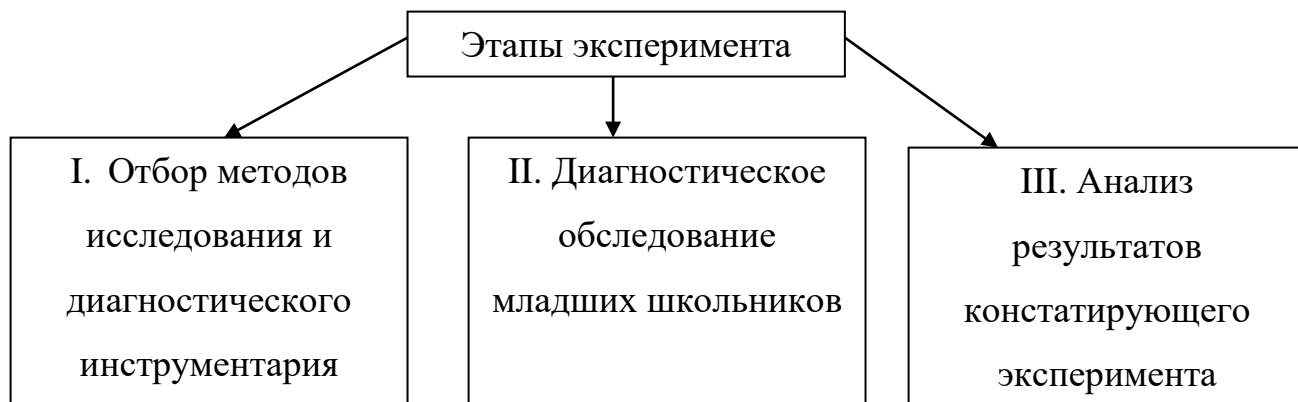 Этапы эксперимента
I. Отбор методов
исследования и
диагностического
инструментария
II. Диагностическое
обследование
младших школьников
III. Анализ
результатов
констатирующего
эксперимента